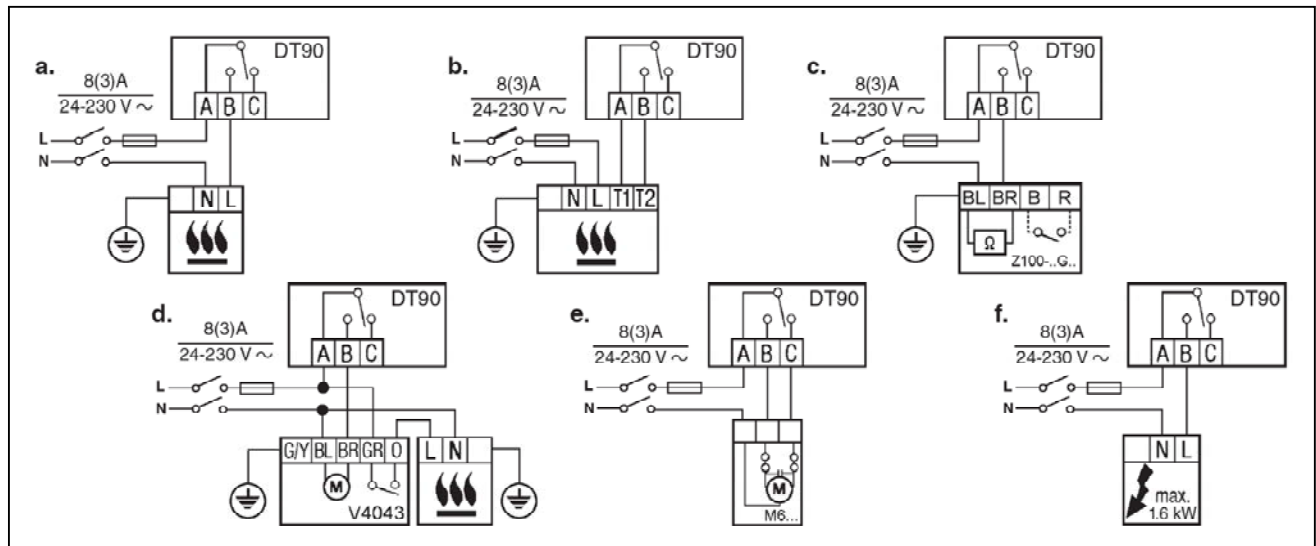 a.
DT90
8(3)A
24-230 V ~
A B C
L
N
N L
b.
DT90
8(3)A
24-230 V ~
A B C
L
N
N L T1 T2
c.
DT90
8(3)A
24-230 V ~
A B C
L
N
BL BR B R
Ω
Z100-..G..
d.
DT90
8(3)A
24-230 V ~
A B C
L
N
G/Y BL BR GR O
L N
M
V4043
e.
DT90
8(3)A
24-230 V ~
A B C
L
N
M
M6...
f.
DT90
8(3)A
24-230 V ~
A B C
L
N
N L
max.
1.6 kW